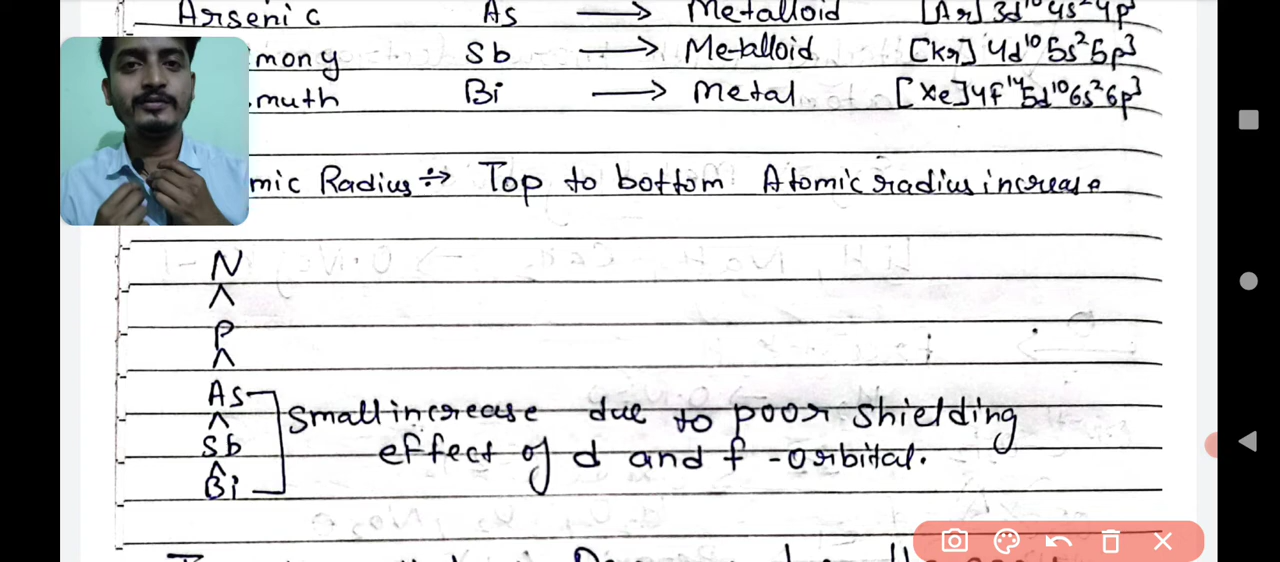 Arsenic As → Metalloid [Ar] 3d¹⁰ 4s² 4p³
mony Sb → Metalloid [Kr] 4d¹⁰ 5s² 5p³
muth Bi → Metal [Xe] 4f¹⁴ 5d¹⁰ 6s² 6p³
mic Radius ÷→ Top to bottom Atomic radius increase
N
^
P
^
As
^
Sb
^
Bi
Small increase due to poor shielding
effect of d and f -orbital.